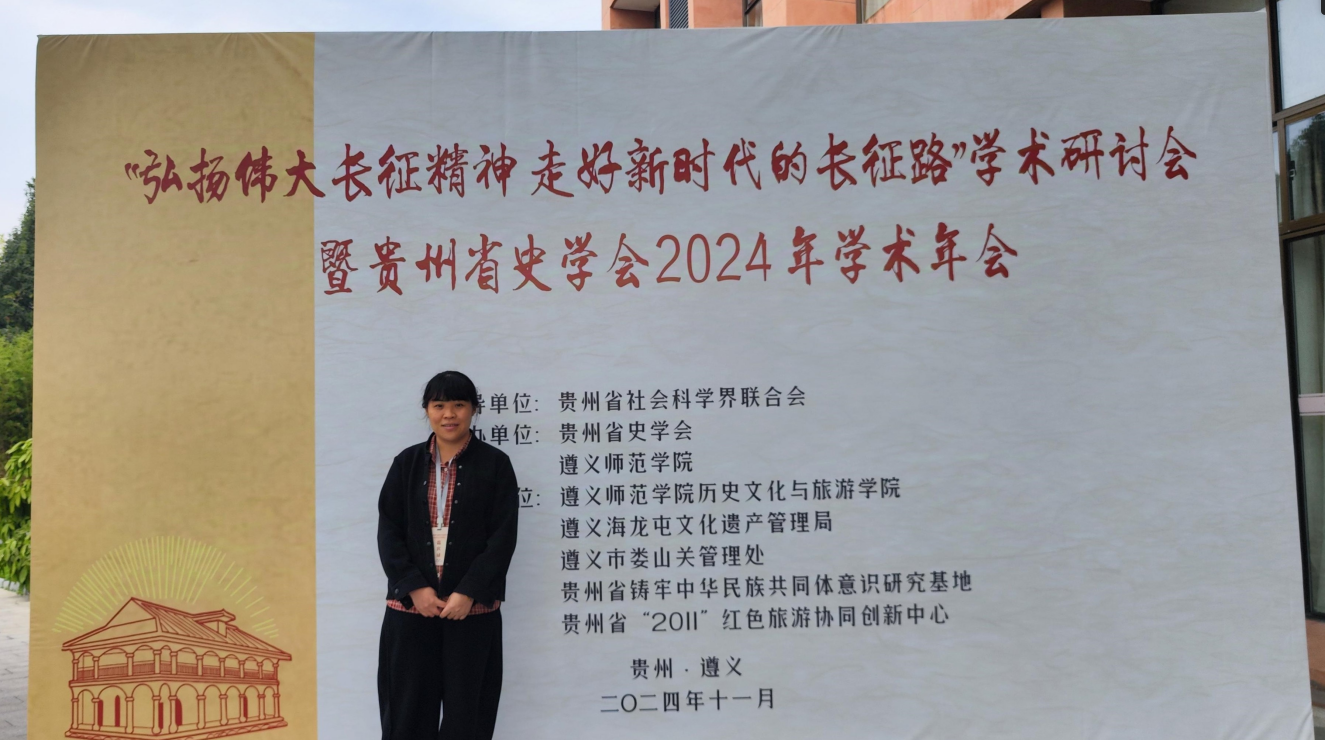 “弘扬伟大长征精神 走好新时代的长征路”学术研讨会
暨贵州省史学会2024年学术年会
单位: 贵州省社会科学界联合会
办单位: 贵州省史学会
遵义师范学院
位: 遵义师范学院历史文化与旅游学院
遵义海龙屯文化遗产管理局
遵义市娄山关管理处
贵州省铸牢中华民族共同体意识研究基地
贵州省“2011”红色旅游协同创新中心
贵州·遵义
二〇二四年十一月